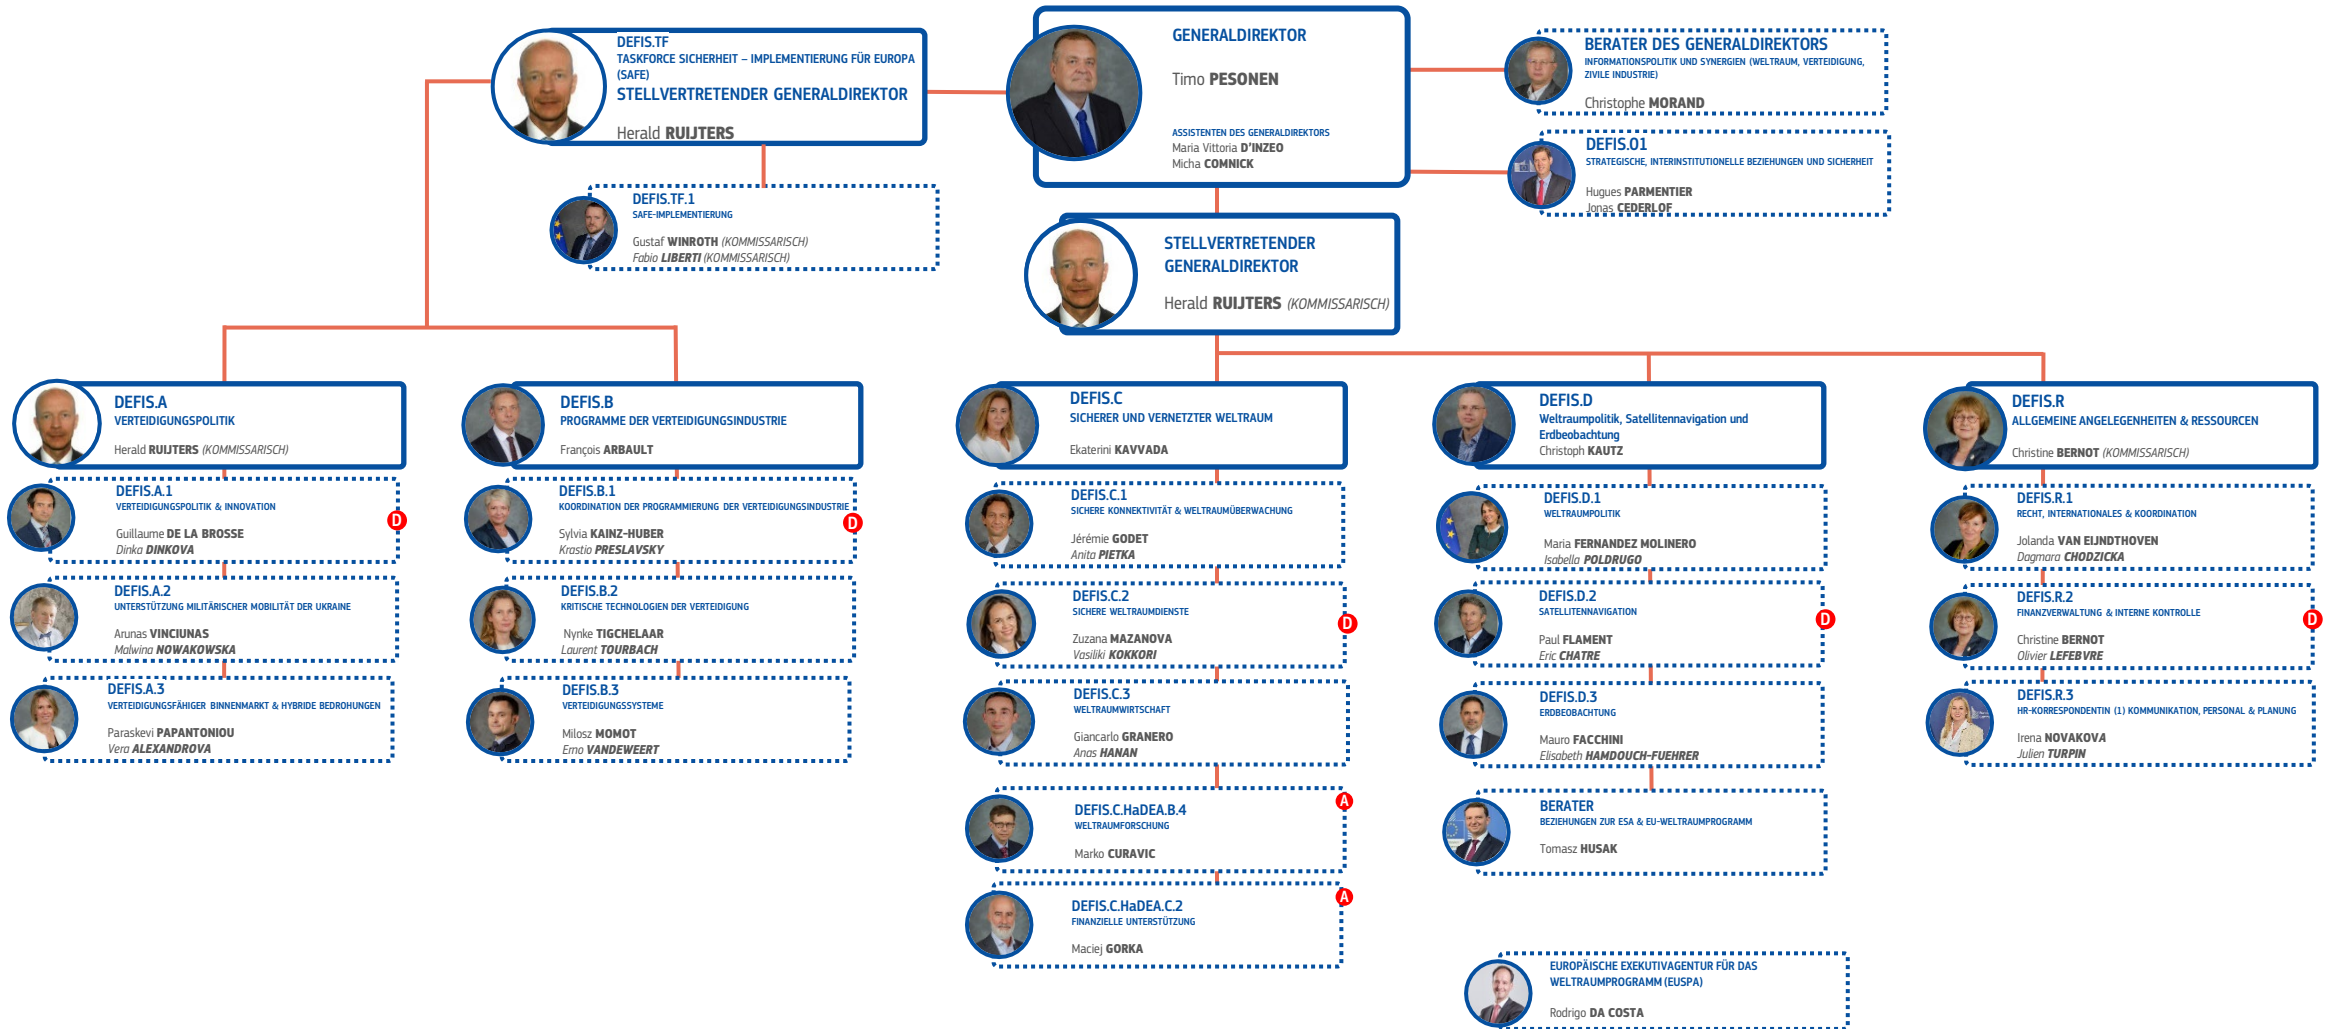 DEFIS.TF
TASKFORCE SICHERHEIT – IMPLEMENTIERUNG FÜR EUROPA
(SAFE)
STELLVERTRETENDER GENERALDIREKTOR
Herald RUIJTERS
GENERALDIREKTOR
Timo PESONEN
ASSISTENTEN DES GENERALDIREKTORS
Maria Vittoria D'INZEO
Micha COMNICK
BERATER DES GENERALDIREKTORS
INFORMATIONSPOLITIK UND SYNERGIEN (WELTRAUM, VERTEIDIGUNG,
ZIVILE INDUSTRIE)
Christophe MORAND
DEFIS.01
STRATEGISCHE, INTERINSTITUTIONELLE BEZIEHUNGEN UND SICHERHEIT
Hugues PARMENTIER
Jonas CEDERLOF
DEFIS.TF.1
SAFE-IMPLEMENTIERUNG
Gustaf WINROTH (KOMMISSARISCH)
Fabio LIBERTI (KOMMISSARISCH)
STELLVERTRETENDER
GENERALDIREKTOR
Herald RUIJTERS (KOMMISSARISCH)
DEFIS.A
VERTEIDIGUNGSPOLITIK
Herald RUIJTERS (KOMMISSARISCH)
DEFIS.A.1
VERTEIDIGUNGSPOLITIK & INNOVATION
Guillaume DE LA BROSSE
Dinka DINKOVA
D
DEFIS.A.2
UNTERSTÜTZUNG MILITÄRISCHER MOBILITÄT DER UKRAINE
Arunas VINCIUNAS
Malwina NOWAKOWSKA
DEFIS.A.3
VERTEIDIGUNGSFÄHIGER BINNENMARKT & HYBRIDE BEDROHUNGEN
Paraskevi PAPANTONIOU
Vera ALEXANDROVA
DEFIS.B
PROGRAMME DER VERTEIDIGUNGSINDUSTRIE
François ARBAULT
DEFIS.B.1
KOORDINATION DER PROGRAMMIERUNG DER VERTEIDIGUNGSINDUSTRIE
Sylvia KAINZ-HUBER
Krastio PRESLAVSKY
D
DEFIS.B.2
KRITISCHE TECHNOLOGIEN DER VERTEIDIGUNG
Nynke TIGCHELAAR
Laurent TOURBACH
DEFIS.B.3
VERTEIDIGUNGSSYSTEME
Milosz MOMOT
Erno VANDEWEERT
DEFIS.C
SICHERER UND VERNETZTER WELTRAUM
Ekaterini KAVVADA
DEFIS.C.1
SICHERE KONNEKTIVITÄT & WELTRAUMÜBERWACHUNG
Jérémie GODET
Anita PIETKA
DEFIS.C.2
SICHERE WELTRAUMDIENSTE
Zuzana MAZANOVA
Vasiliki KOKKORI
D
DEFIS.C.3
WELTRAUMWIRTSCHAFT
Giancarlo GRANERO
Anas HANAN
DEFIS.C.HaDEA.B.4
WELTRAUMFORSCHUNG
Marko CURAVIC
A
DEFIS.C.HaDEA.C.2
FINANZIELLE UNTERSTÜTZUNG
Maciej GORKA
A
DEFIS.D
Weltraumpolitik, Satellitennavigation und
Erdbeobachtung
Christoph KAUTZ
DEFIS.D.1
WELTRAUMPOLITIK
Maria FERNANDEZ MOLINERO
Isabella POLDRUGO
DEFIS.D.2
SATELLITENNAVIGATION
Paul FLAMENT
Eric CHATRE
D
DEFIS.D.3
ERDBEOBACHTUNG
Mauro FACCHINI
Elisabeth HAMDOUCH-FUEHRER
BERATER
BEZIEHUNGEN ZUR ESA & EU-WELTRAUMPROGRAMM
Tomasz HUSAK
EUROPÄISCHE EXEKUTIVAGENTUR FÜR DAS
WELTRAUMPROGRAMM (EUSPA)
Rodrigo DA COSTA
DEFIS.R
ALLGEMEINE ANGELEGENHEITEN & RESSOURCEN
Christine BERNOT (KOMMISSARISCH)
DEFIS.R.1
RECHT, INTERNATIONALES & KOORDINATION
Jolanda VAN EIJNDTHOVEN
Dagmara CHODZICKA
DEFIS.R.2
FINANZVERWALTUNG & INTERNE KONTROLLE
Christine BERNOT
Olivier LEFEBVRE
D
DEFIS.R.3
HR-KORRESPONDENTIN (1) KOMMUNIKATION, PERSONAL & PLANUNG
Irena NOVAKOVA
Julien TURPIN